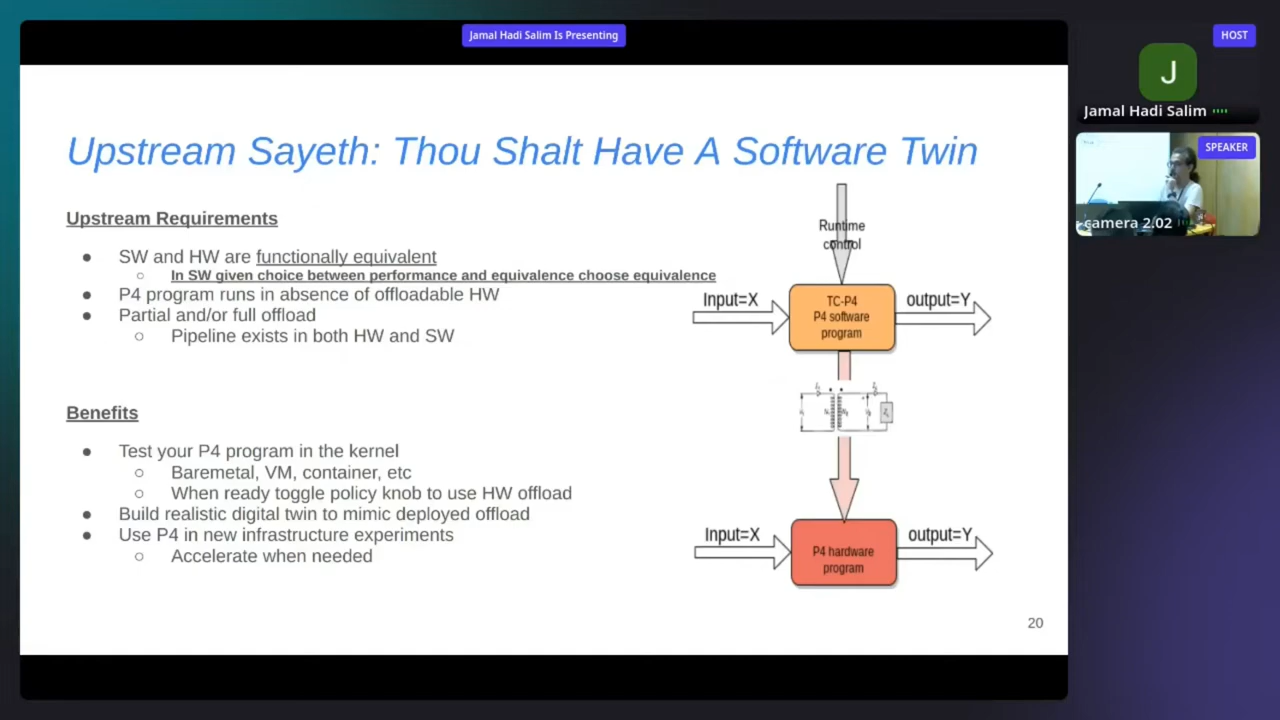 Jamal Hadi Salim Is Presenting
HOST
J
Jamal Hadi Salim
SPEAKER
camera 2.02
Upstream Sayeth: Thou Shalt Have A Software Twin
Upstream Requirements
● SW and HW are functionally equivalent
○ In SW given choice between performance and equivalence choose equivalence
● P4 program runs in absence of offloadable HW
● Partial and/or full offload
○ Pipeline exists in both HW and SW
Benefits
● Test your P4 program in the kernel
○ Baremetal, VM, container, etc
○ When ready toggle policy knob to use HW offload
● Build realistic digital twin to mimic deployed offload
● Use P4 in new infrastructure experiments
○ Accelerate when needed
Runtime
control
Input=X
TC-P4
P4 software
program
output=Y
Input=X
P4 hardware
program
output=Y
20